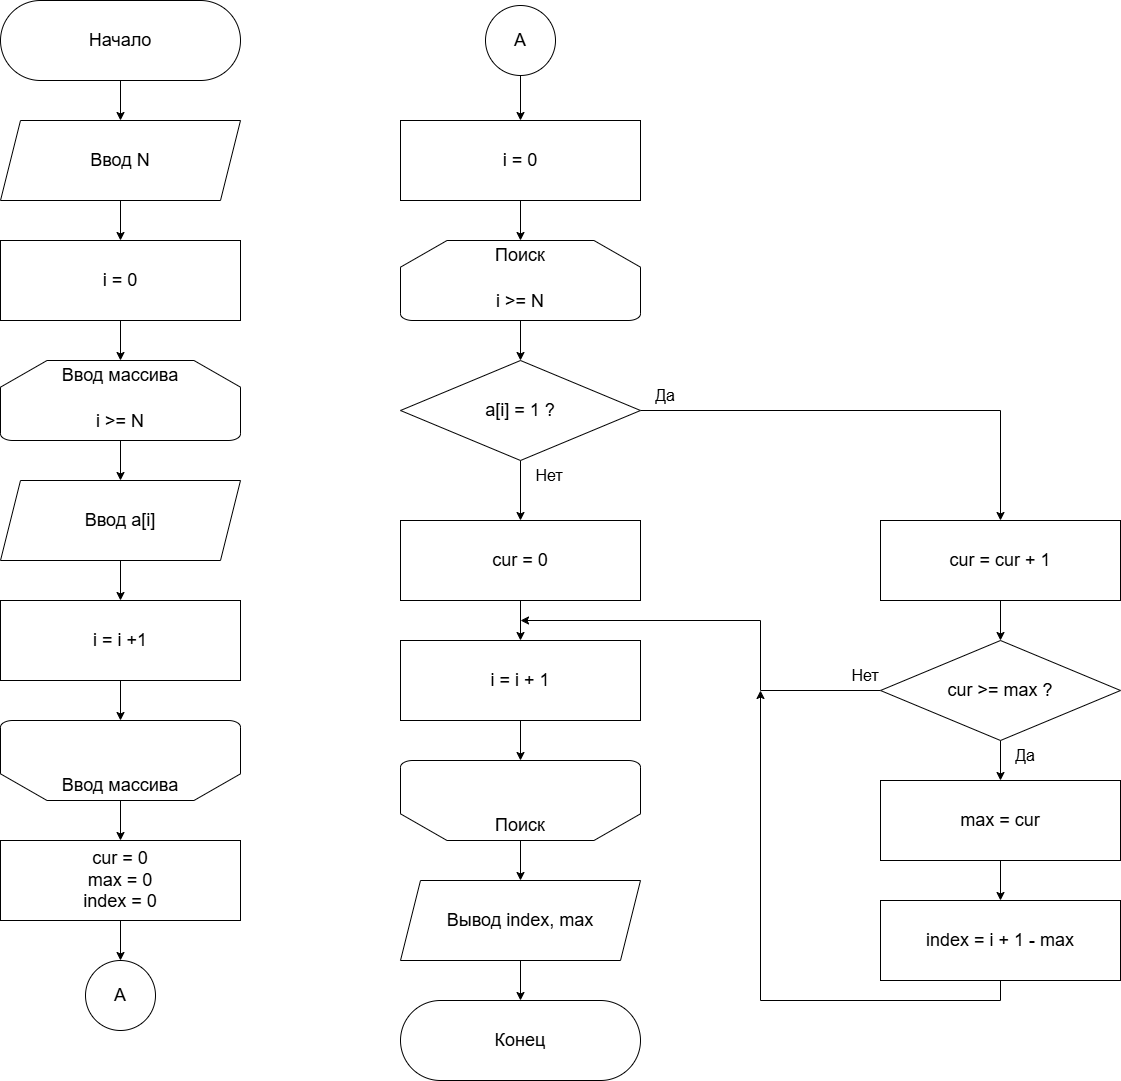 Начало
Ввод N
i = 0
Ввод массива
i >= N
Ввод a[i]
i = i +1
Ввод массива
cur = 0
max = 0
index = 0
A
A
i = 0
Поиск
i >= N
a[i] = 1 ?
Да
Нет
cur = 0
i = i + 1
Поиск
Вывод index, max
Конец
cur = cur + 1
cur >= max ?
Нет
Да
max = cur
index = i + 1 - max